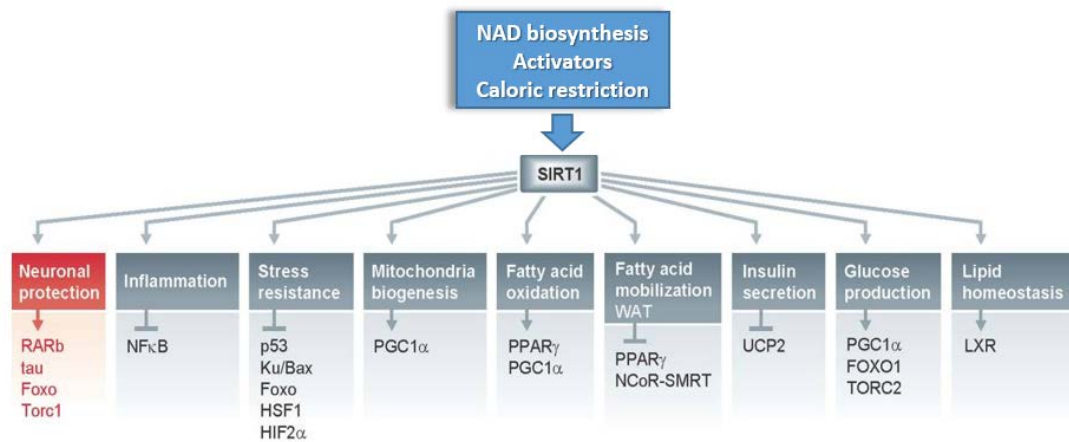 NAD biosynthesis
Activators
Caloric restriction
SIRT1
Neuronal
protection
RARb
tau
Foxo
Torc1
Inflammation
NFκB
Stress
resistance
p53
Ku/Bax
Foxo
HSF1
HIF2α
Mitochondria
biogenesis
PGC1α
Fatty acid
oxidation
PPARγ
PGC1α
Fatty acid
mobilization
WAT
PPARγ
NCoR-SMRT
Insulin
secretion
UCP2
Glucose
production
PGC1α
FOXO1
TORC2
Lipid
homeostasis
LXR